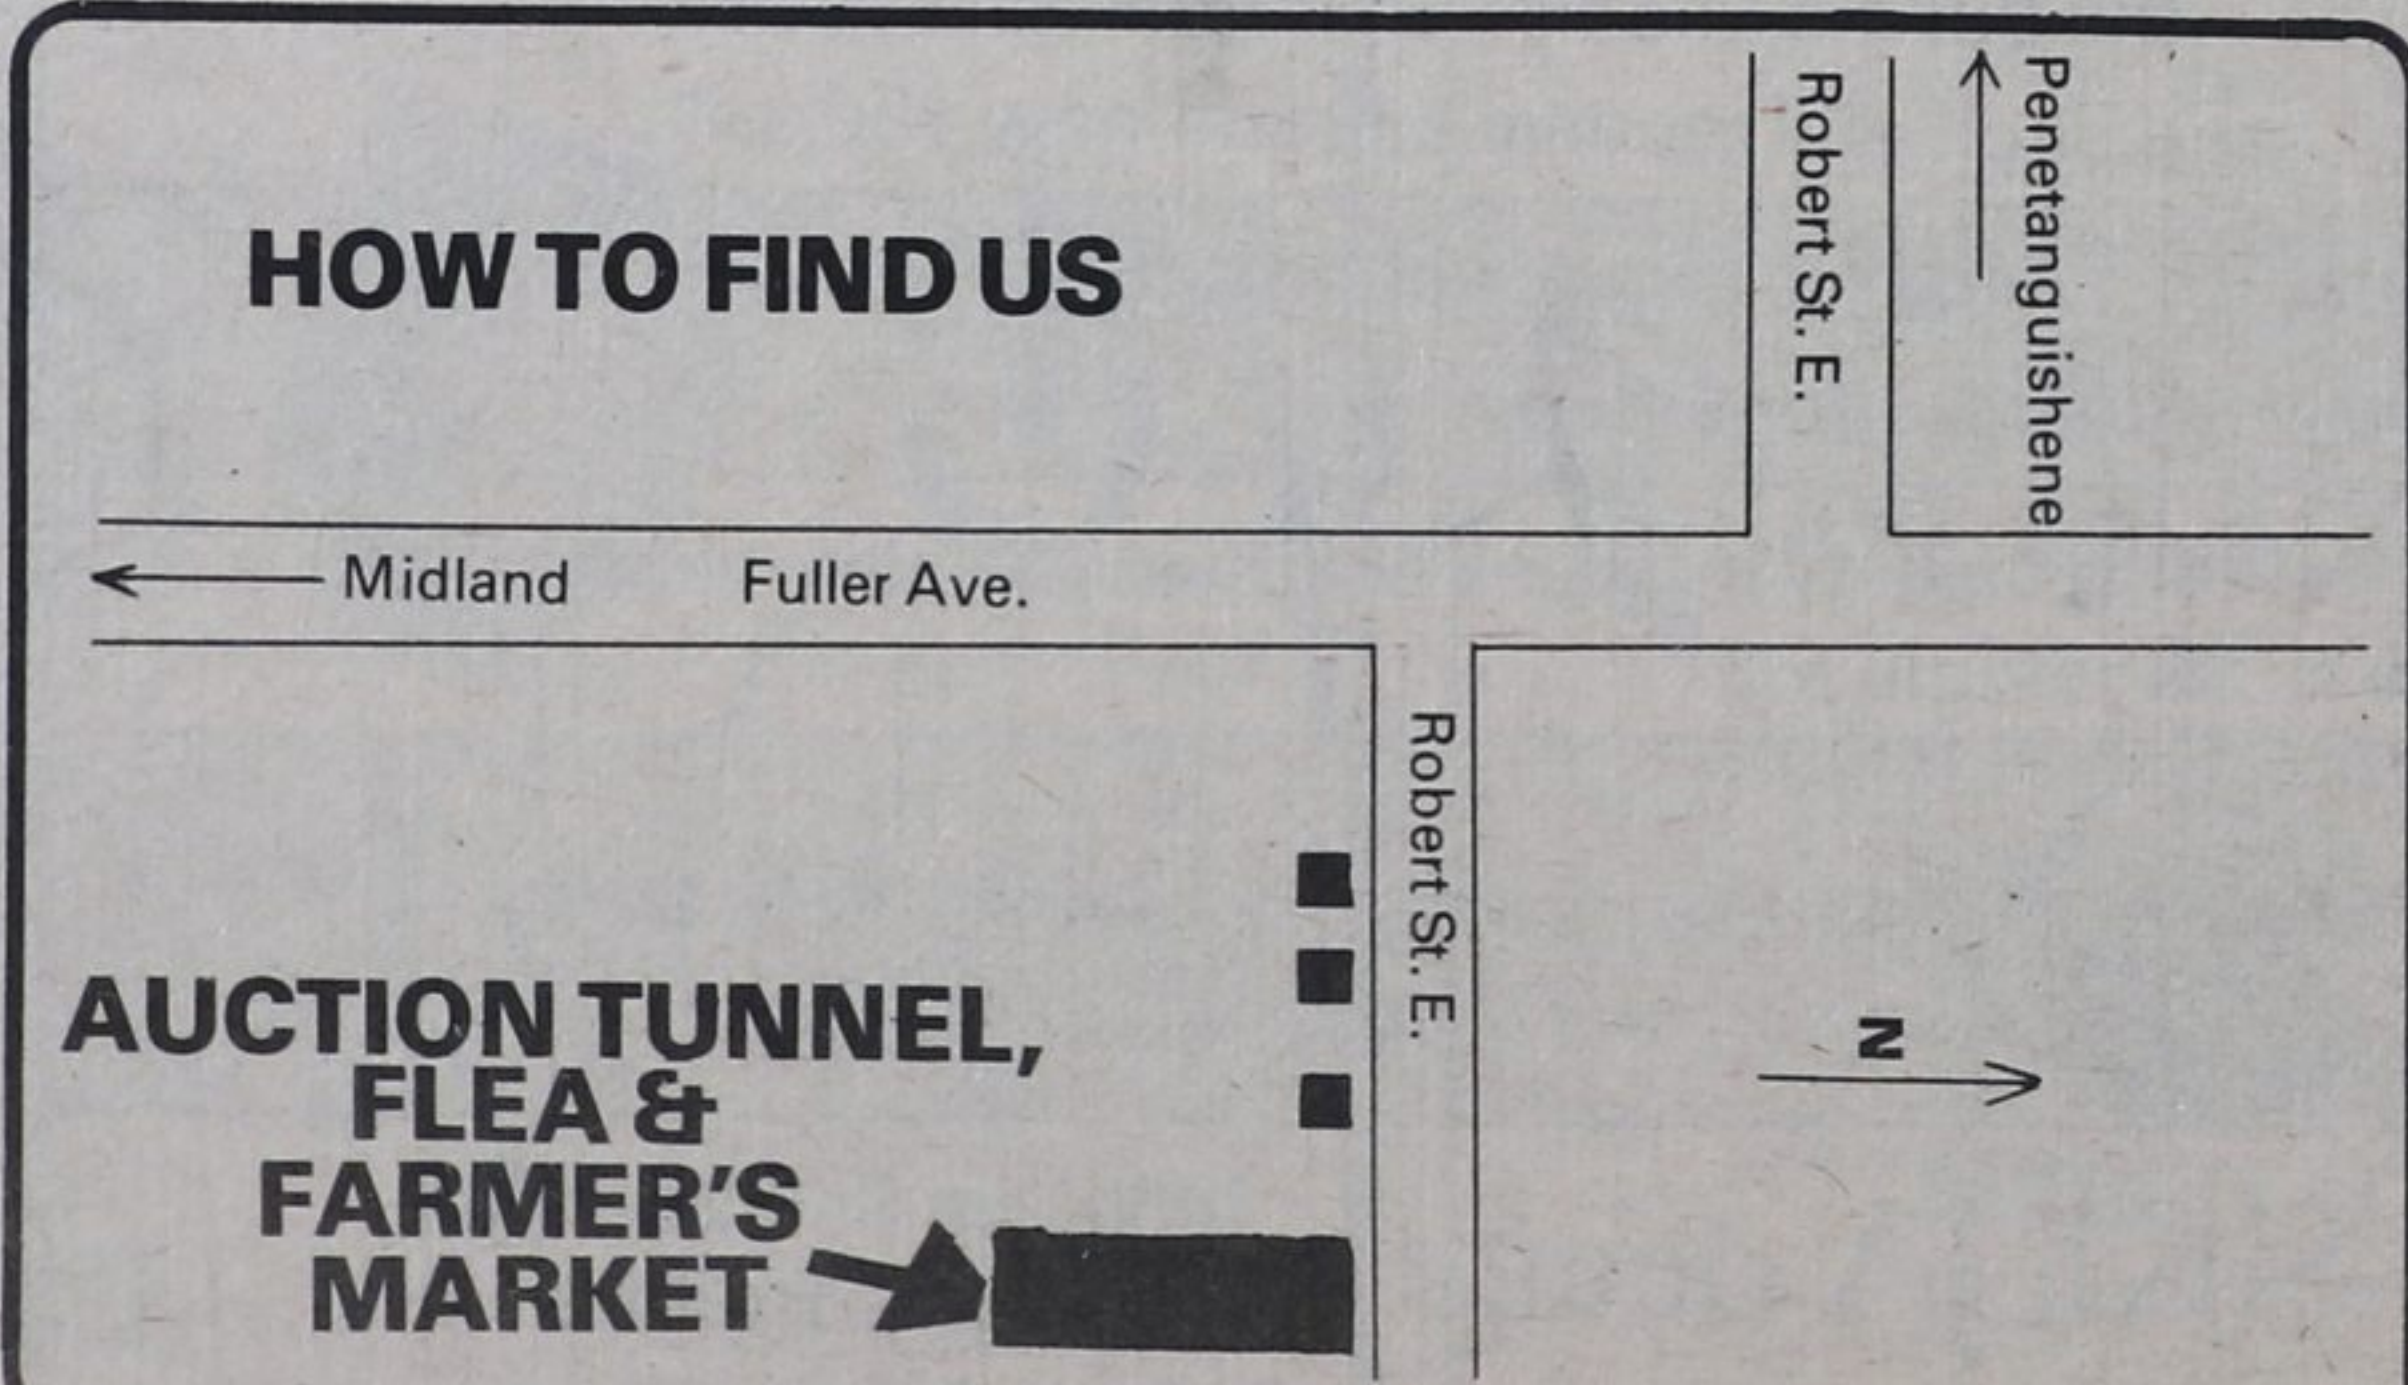 HOW TO FIND US
Robert St. E.
Penetanguishene
Midland Fuller Ave.
Robert St. E.
N
AUCTION TUNNEL,
FLEA &
FARMER'S
MARKET